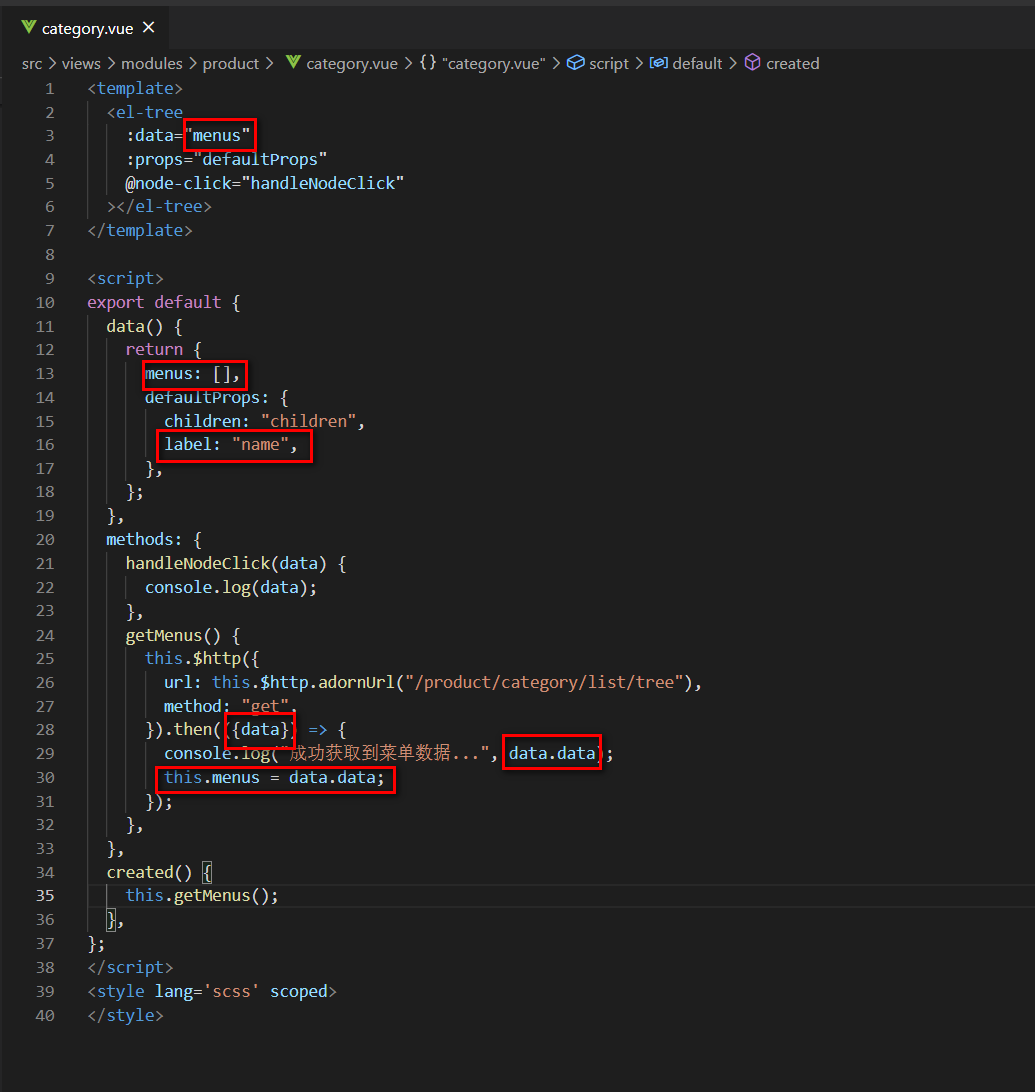 category.vue ×
src > views > modules > product > category.vue > {} "category.vue" > script > default > created
1 <template>
2   <el-tree
3     :data="menus"
4     :props="defaultProps"
5     @node-click="handleNodeClick"
6   ></el-tree>
7 </template>
8
9 <script>
10 export default {
11   data() {
12     return {
13       menus: [],
14       defaultProps: {
15         children: "children",
16         label: "name",
17       },
18     };
19   },
20   methods: {
21     handleNodeClick(data) {
22       console.log(data);
23     },
24     getMenus() {
25       this.$http({
26         url: this.$http.adornUrl("/product/category/list/tree"),
27         method: "get",
28       }).then(({data}) => {
29         console.log("成功获取到菜单数据...", data.data);
30         this.menus = data.data;
31       });
32     },
33   },
34   created() {
35     this.getMenus();
36   },
37 };
38 </script>
39 <style lang='scss' scoped>
40 </style>